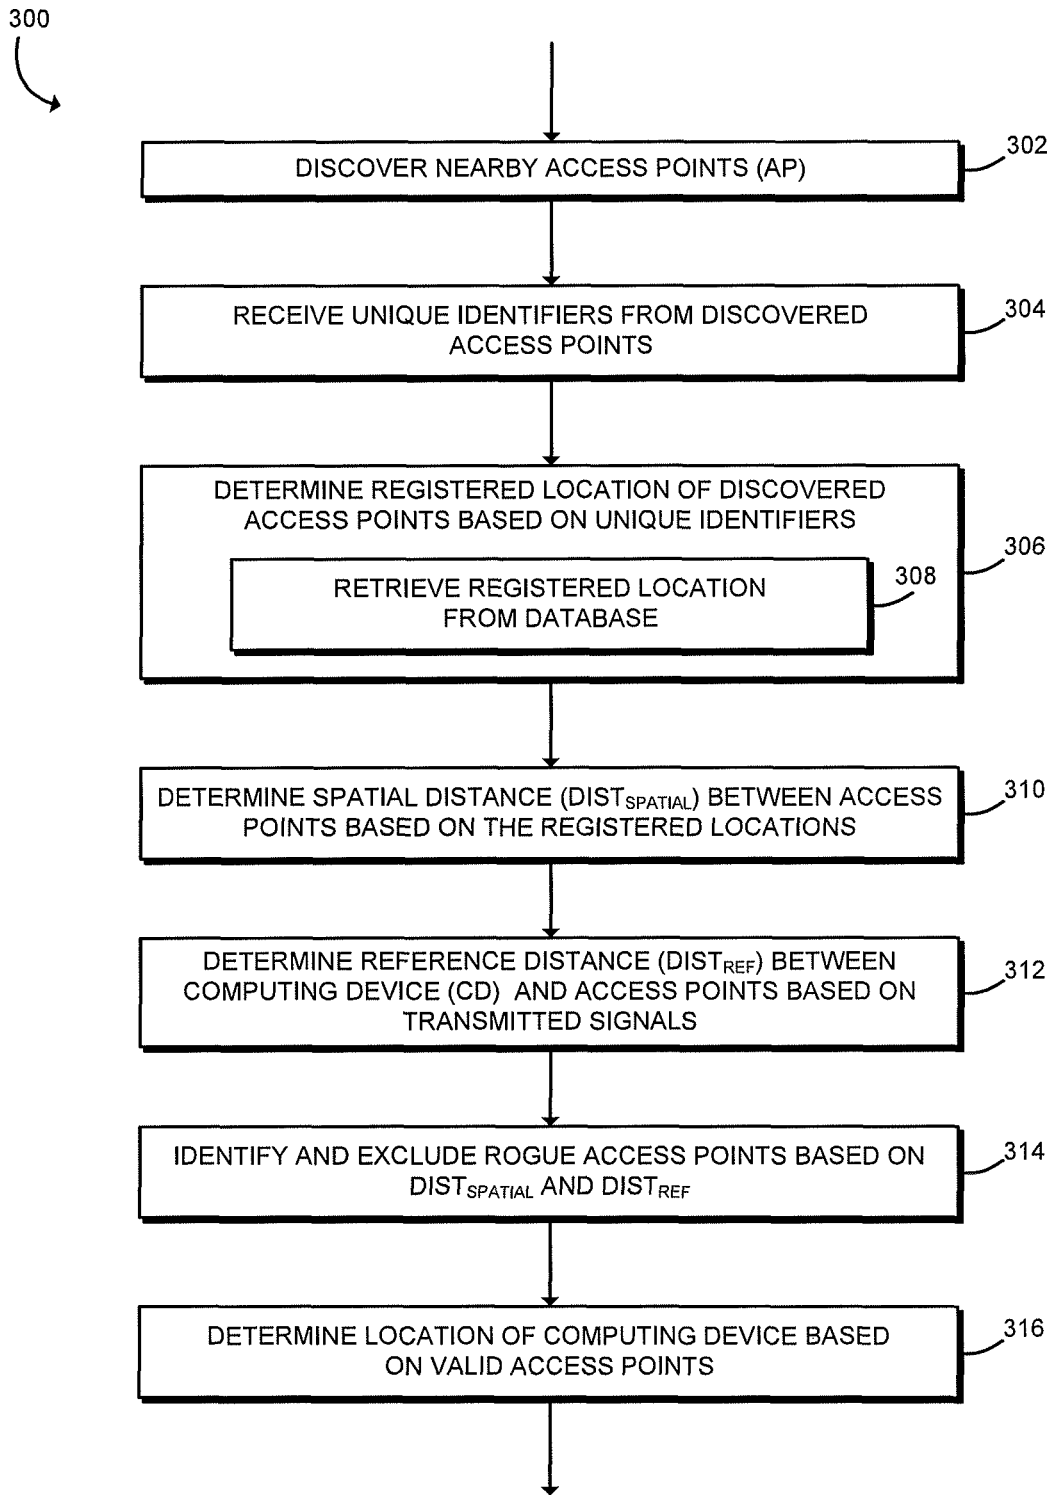 300
DISCOVER NEARBY ACCESS POINTS (AP)
302
RECEIVE UNIQUE IDENTIFIERS FROM DISCOVERED
ACCESS POINTS
304
DETERMINE REGISTERED LOCATION OF DISCOVERED
ACCESS POINTS BASED ON UNIQUE IDENTIFIERS
306
RETRIEVE REGISTERED LOCATION
FROM DATABASE
308
DETERMINE SPATIAL DISTANCE (DISTSPATIAL) BETWEEN ACCESS
POINTS BASED ON THE REGISTERED LOCATIONS
310
DETERMINE REFERENCE DISTANCE (DISTREF) BETWEEN
COMPUTING DEVICE (CD) AND ACCESS POINTS BASED ON
TRANSMITTED SIGNALS
312
IDENTIFY AND EXCLUDE ROGUE ACCESS POINTS BASED ON
DISTSPATIAL AND DISTREF
314
DETERMINE LOCATION OF COMPUTING DEVICE BASED
ON VALID ACCESS POINTS
316